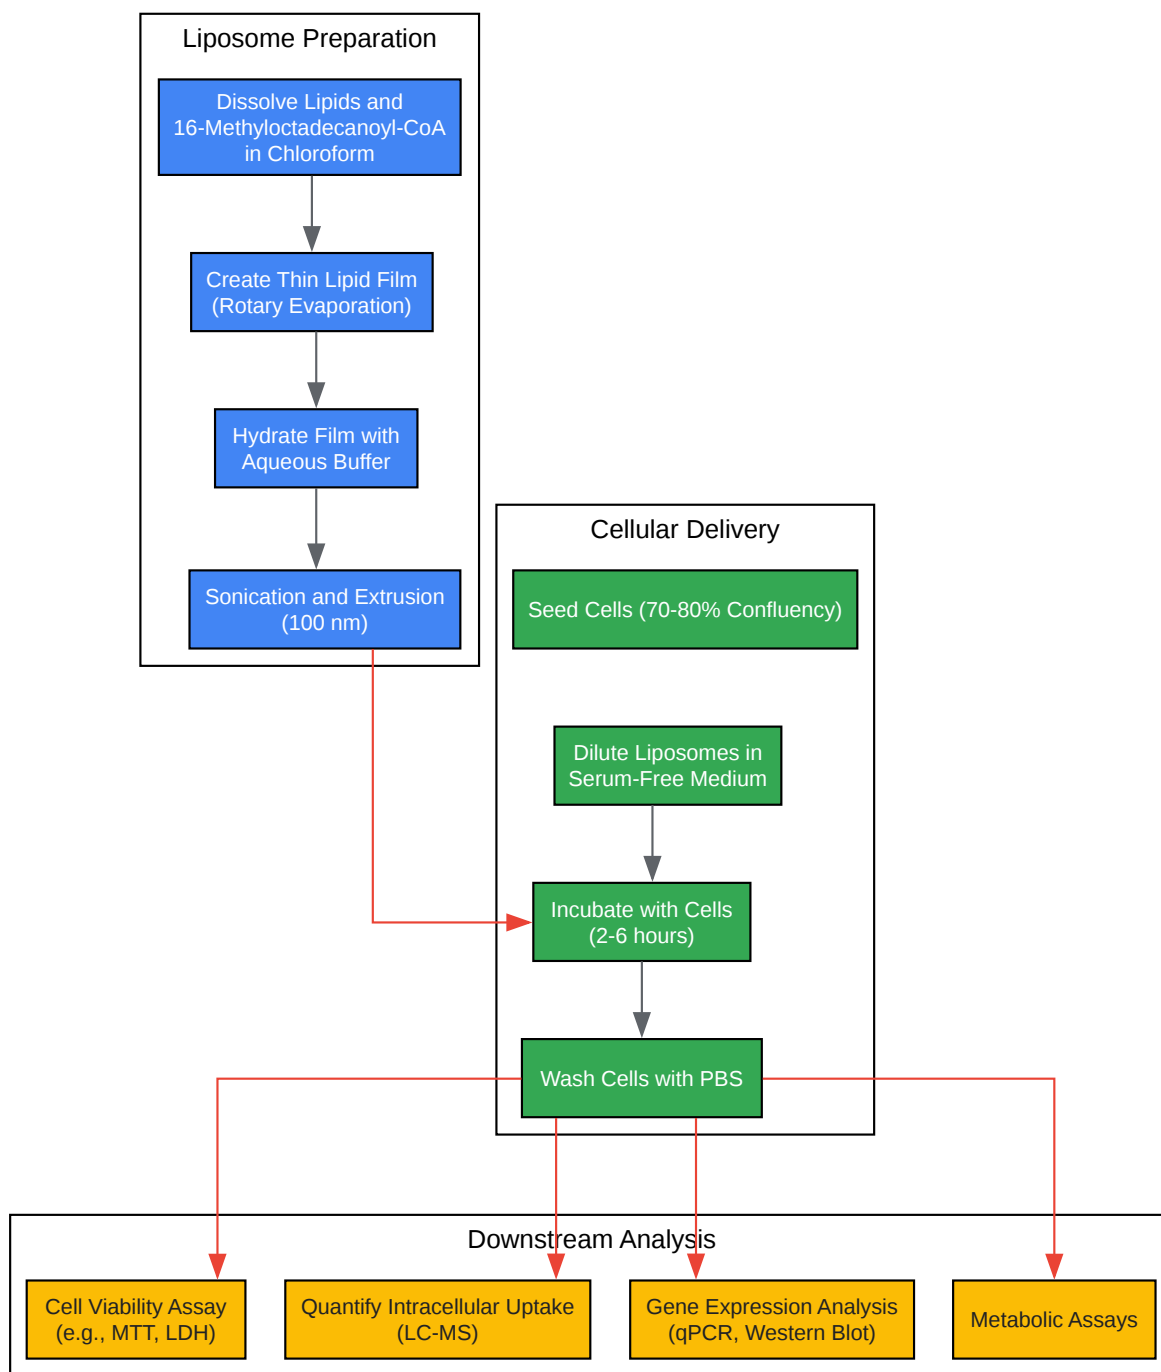 Liposome Preparation
Dissolve Lipids and
16-Methyloctadecanoyl-CoA
in Chloroform
Create Thin Lipid Film
(Rotary Evaporation)
Hydrate Film with
Aqueous Buffer
Sonication and Extrusion
(100 nm)
Cellular Delivery
Seed Cells (70-80% Confluency)
Dilute Liposomes in
Serum-Free Medium
Incubate with Cells
(2-6 hours)
Wash Cells with PBS
Downstream Analysis
Cell Viability Assay
(e.g., MTT, LDH)
Quantify Intracellular Uptake
(LC-MS)
Gene Expression Analysis
(qPCR, Western Blot)
Metabolic Assays